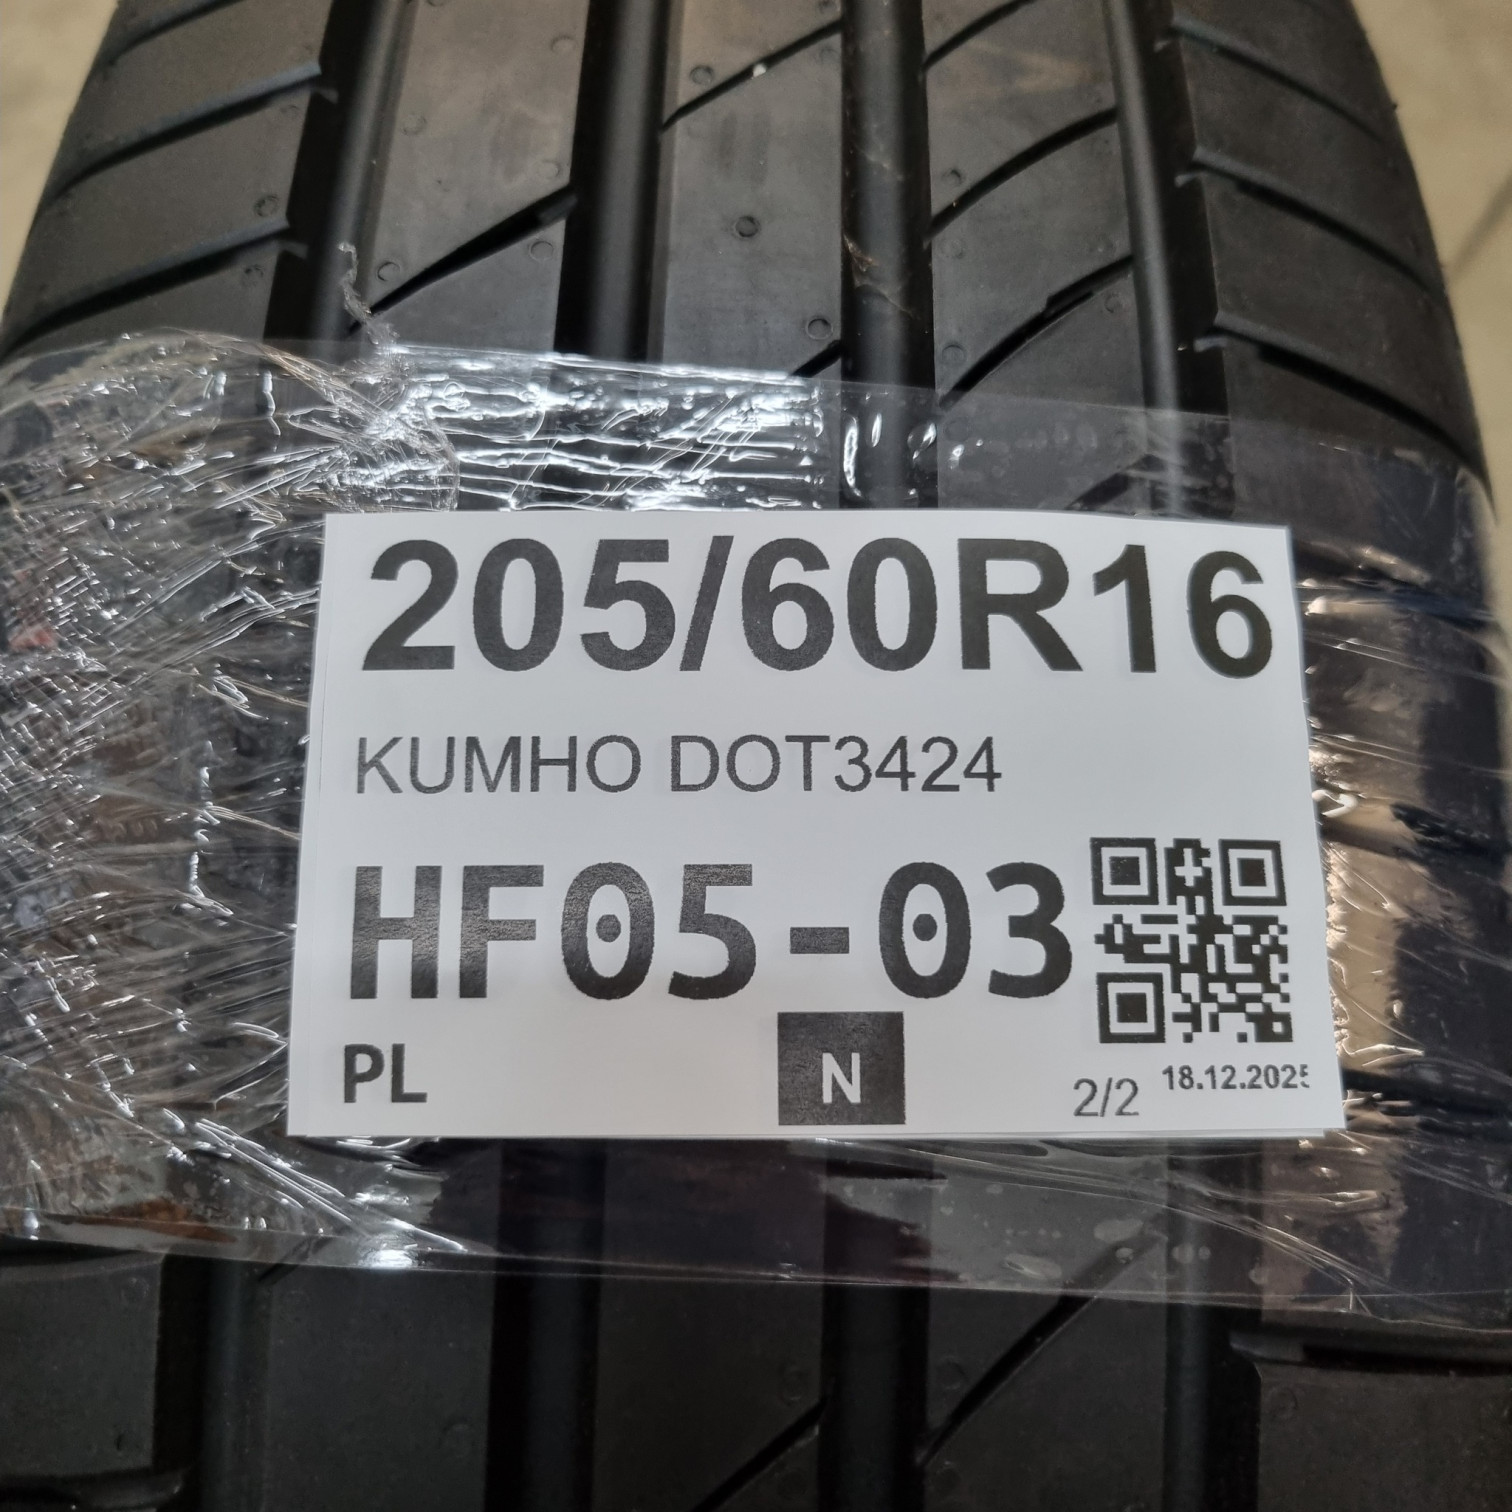 205/60R16
KUMHO DOT3424
HF05-03
PL
N
2/2
18.12.2025